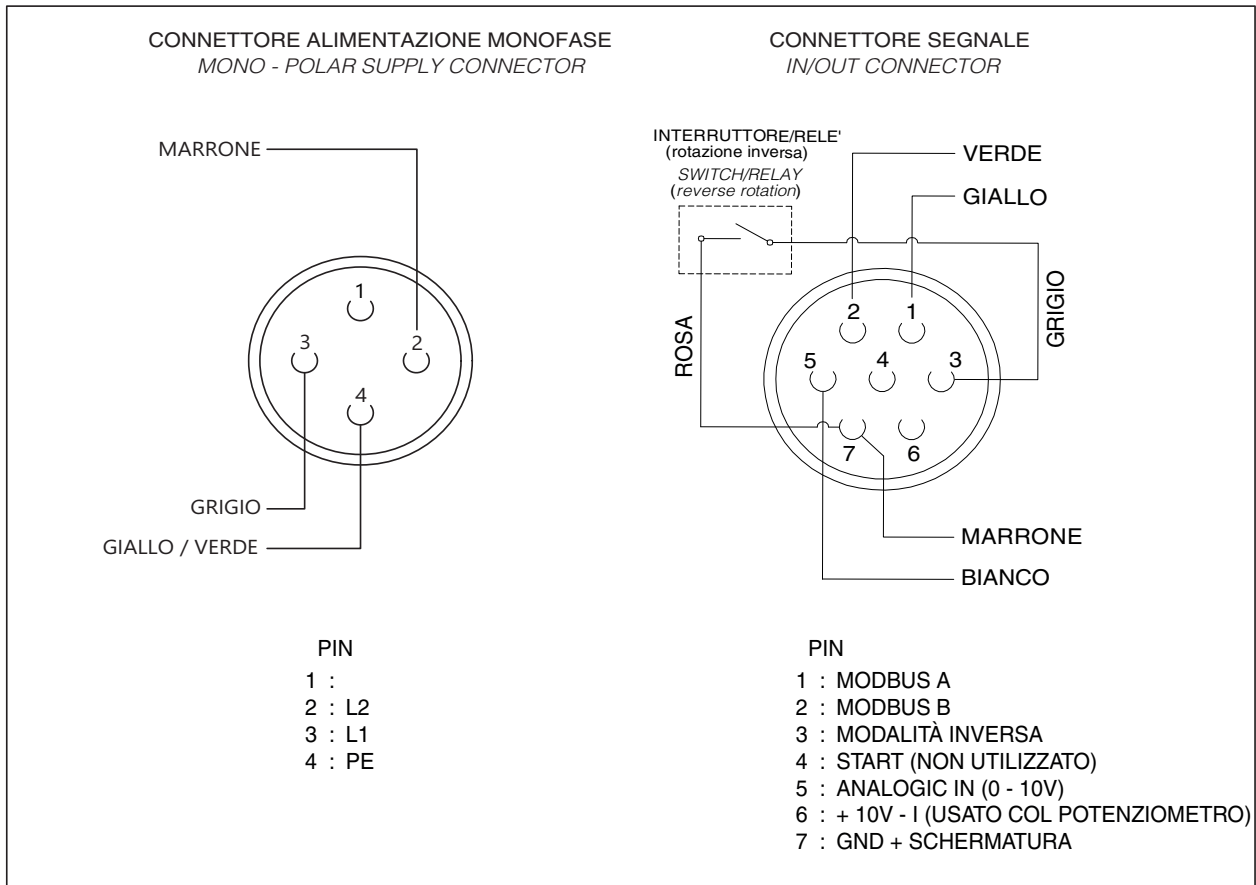 CONNETTORE ALIMENTAZIONE MONOFASE
MONO - POLAR SUPPLY CONNECTOR
MARRONE
1
3
2
4
GRIGIO
GIALLO / VERDE
PIN
1 :
2 : L2
3 : L1
4 : PE
CONNETTORE SEGNALE
IN/OUT CONNECTOR
INTERRUTTORE/RELE'
(rotazione inversa)
SWITCH/RELAY
(reverse rotation)
VERDE
GIALLO
ROSA
GRIGIO
2
1
5
4
3
7
6
MARRONE
BIANCO
PIN
1 : MODBUS A
2 : MODBUS B
3 : MODALITÀ INVERSA
4 : START (NON UTILIZZATO)
5 : ANALOGIC IN (0 - 10V)
6 : + 10V - I (USATO COL POTENZIOMETRO)
7 : GND + SCHERMATURA